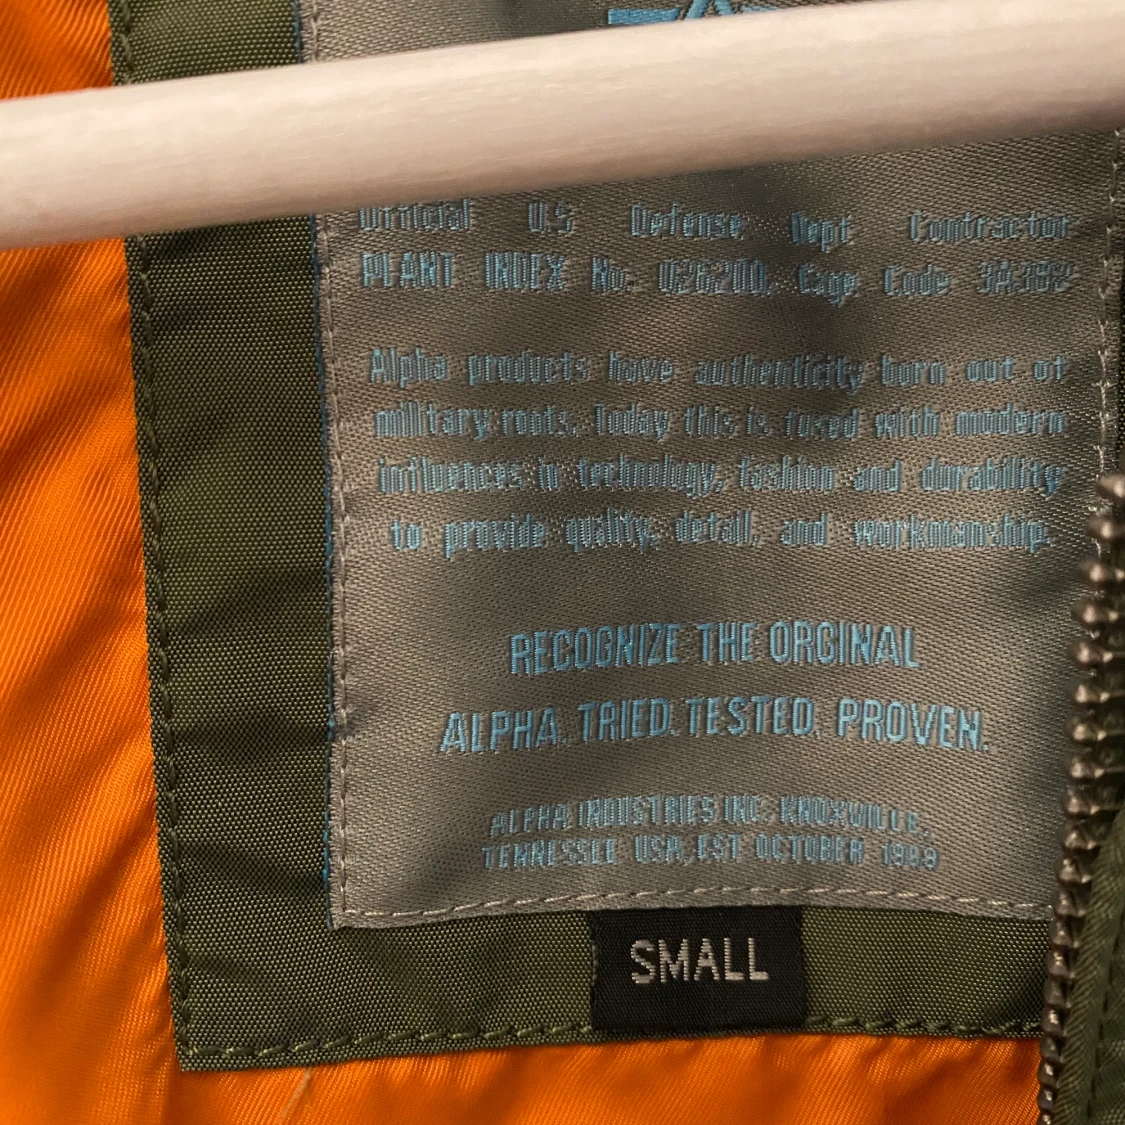 Official U.S Defense Dept Contractor
PLANT INDEX No. 026200, Cage Code
Alpha products have authenticity born out of
military roots. Today this is fused with modern
influences in technology, fashion and durability
to provide quality, detail, and workmanship.
RECOGNIZE THE ORGINAL
ALPHA. TRIED. TESTED. PROVEN.
ALPHA INDUSTRIES INC. KNOXVILLE,
TENNESSEE USA, EST OCTOBER
SMALL